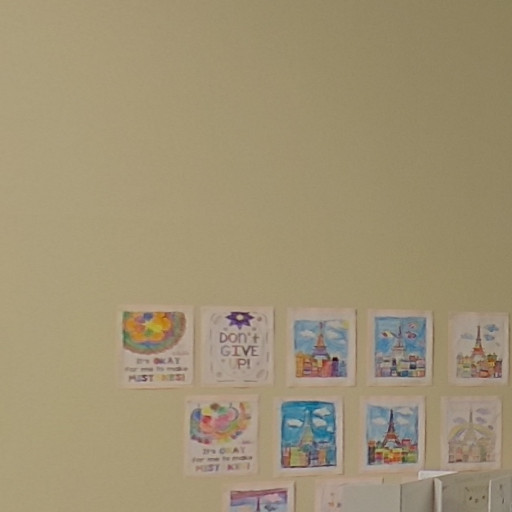 IT'S OKAY
for me to make
MISTAKES!
DON'T
GIVE
UP!
IT'S OKAY
for me to make
MISTAKES!